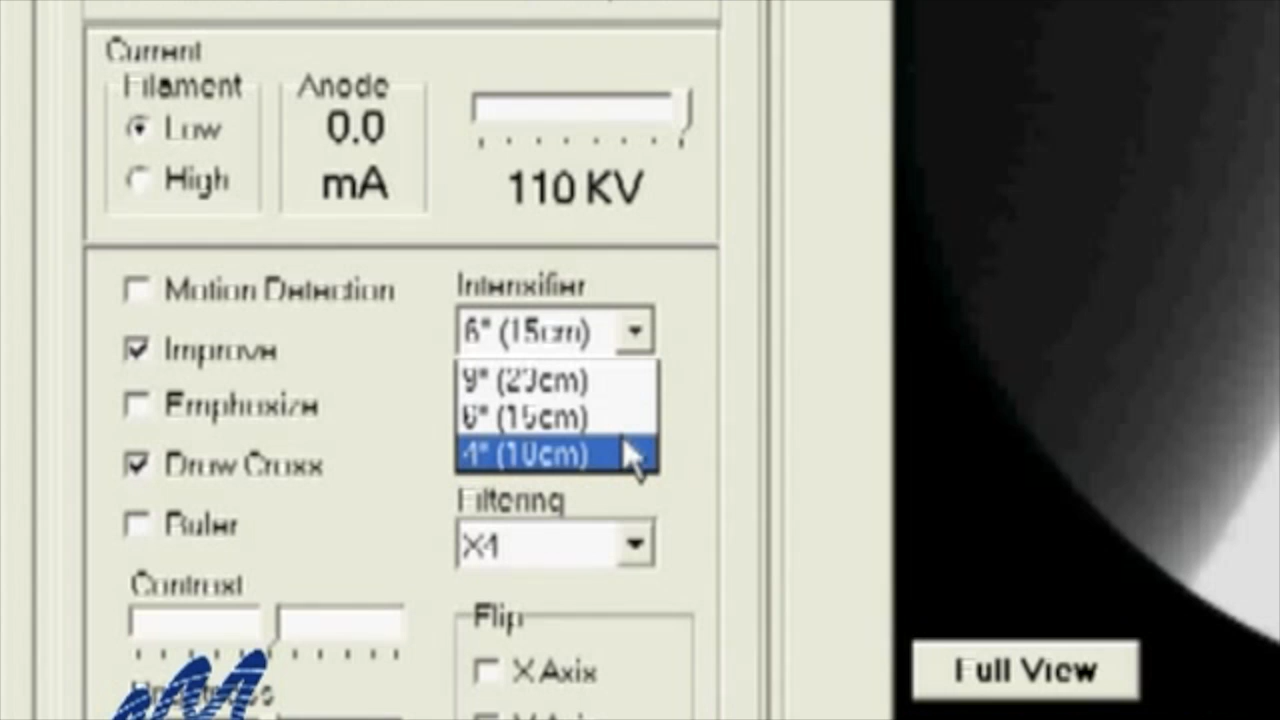 Current
Filament
Anode
Low
0.0
High
mA
110 KV
Motion Detection
Intensifier
6" (15cm)
Improve
9" (23cm)
6" (15cm)
Emphasize
4" (10cm)
Draw Cross
Filtering
X4
Ruler
Contrast
Flip
X Axis
Full View